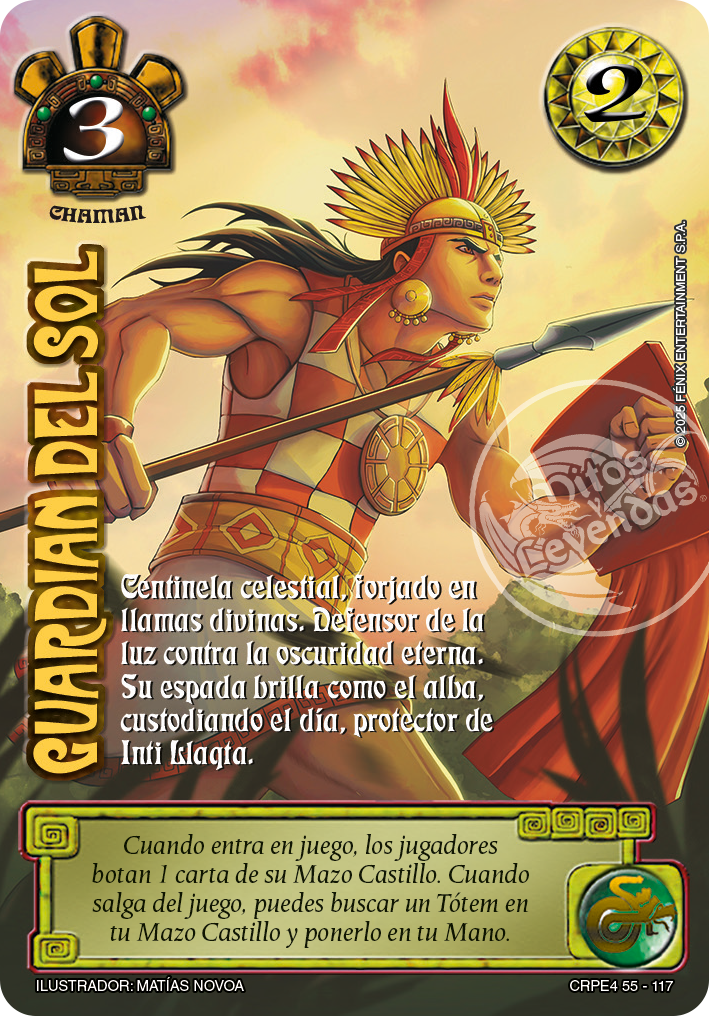 3
2
CHAMAN
GUARDIAN DEL SOL
© 2025 FÉNIX ENTERTAINMENT S.P.A.
Mitos
y
Leyendas®
Centinela celestial, forjado en
llamas divinas. Defensor de la
luz contra la oscuridad eterna.
Su espada brilla como el alba,
custodiando el día, protector de
Inti Llaqta.
Cuando entra en juego, los jugadores
botan 1 carta de su Mazo Castillo. Cuando
salga del juego, puedes buscar un Tótem en
tu Mazo Castillo y ponerlo en tu Mano.
ILUSTRADOR: MATÍAS NOVOA
CRPE4 55 - 117